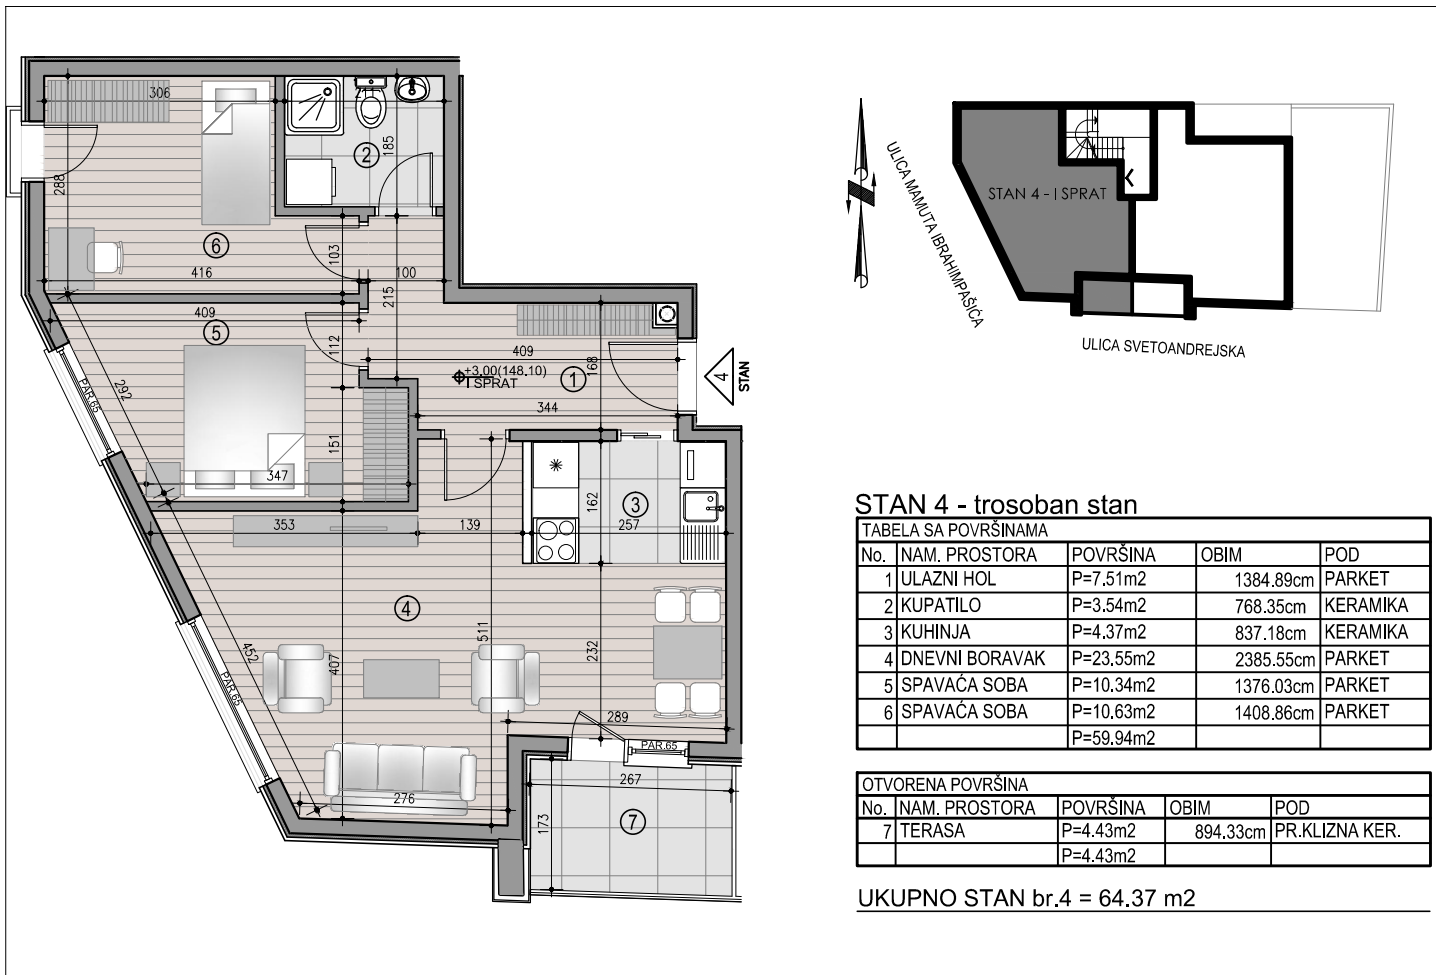 306
211
185
2
288
6
103
416
100
215
409
5
112
409
168
+3.00(148.10)
I SPRAT
1
4
STAN
292
PAR.65
344
151
347
162
3
353
139
257
4
511
452
407
232
PAR.65
289
PAR.65
276
267
173
7
ULICA MAMUTA IBRAHIMPAŠIĆA
STAN 4 - I SPRAT
ULICA SVETOANDREJSKA
STAN 4 - trosoban stan
TABELA SA POVRŠINAMA
No. NAM. PROSTORA POVRŠINA OBIM POD
1 ULAZNI HOL P=7.51m2 1384.89cm PARKET
2 KUPATILO P=3.54m2 768.35cm KERAMIKA
3 KUHINJA P=4.37m2 837.18cm KERAMIKA
4 DNEVNI BORAVAK P=23.55m2 2385.55cm PARKET
5 SPAVAĆA SOBA P=10.34m2 1376.03cm PARKET
6 SPAVAĆA SOBA P=10.63m2 1408.86cm PARKET
P=59.94m2
OTVORENA POVRŠINA
No. NAM. PROSTORA POVRŠINA OBIM POD
7 TERASA P=4.43m2 894.33cm PR.KLIZNA KER.
P=4.43m2
UKUPNO STAN br.4 = 64.37 m2